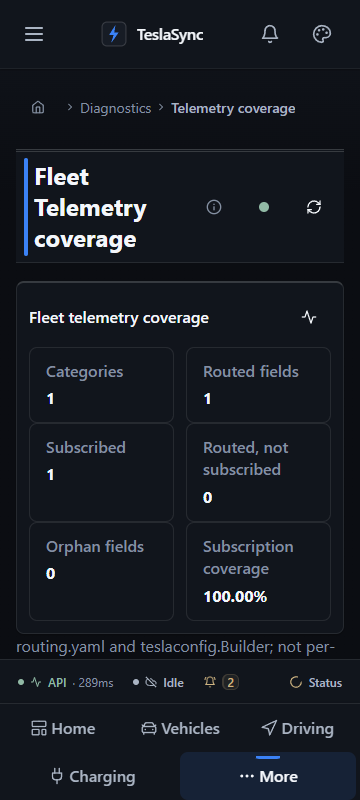 TeslaSync
Diagnostics > Telemetry coverage
Fleet
Telemetry
coverage
Fleet telemetry coverage
Categories
1
Routed fields
1
Subscribed
1
Routed, not
subscribed
0
Orphan fields
0
Subscription
coverage
100.00%
routing.yaml and teslaconfig.Builder; not per-
API · 289ms
Idle
2
Status
Home
Vehicles
Driving
Charging
More